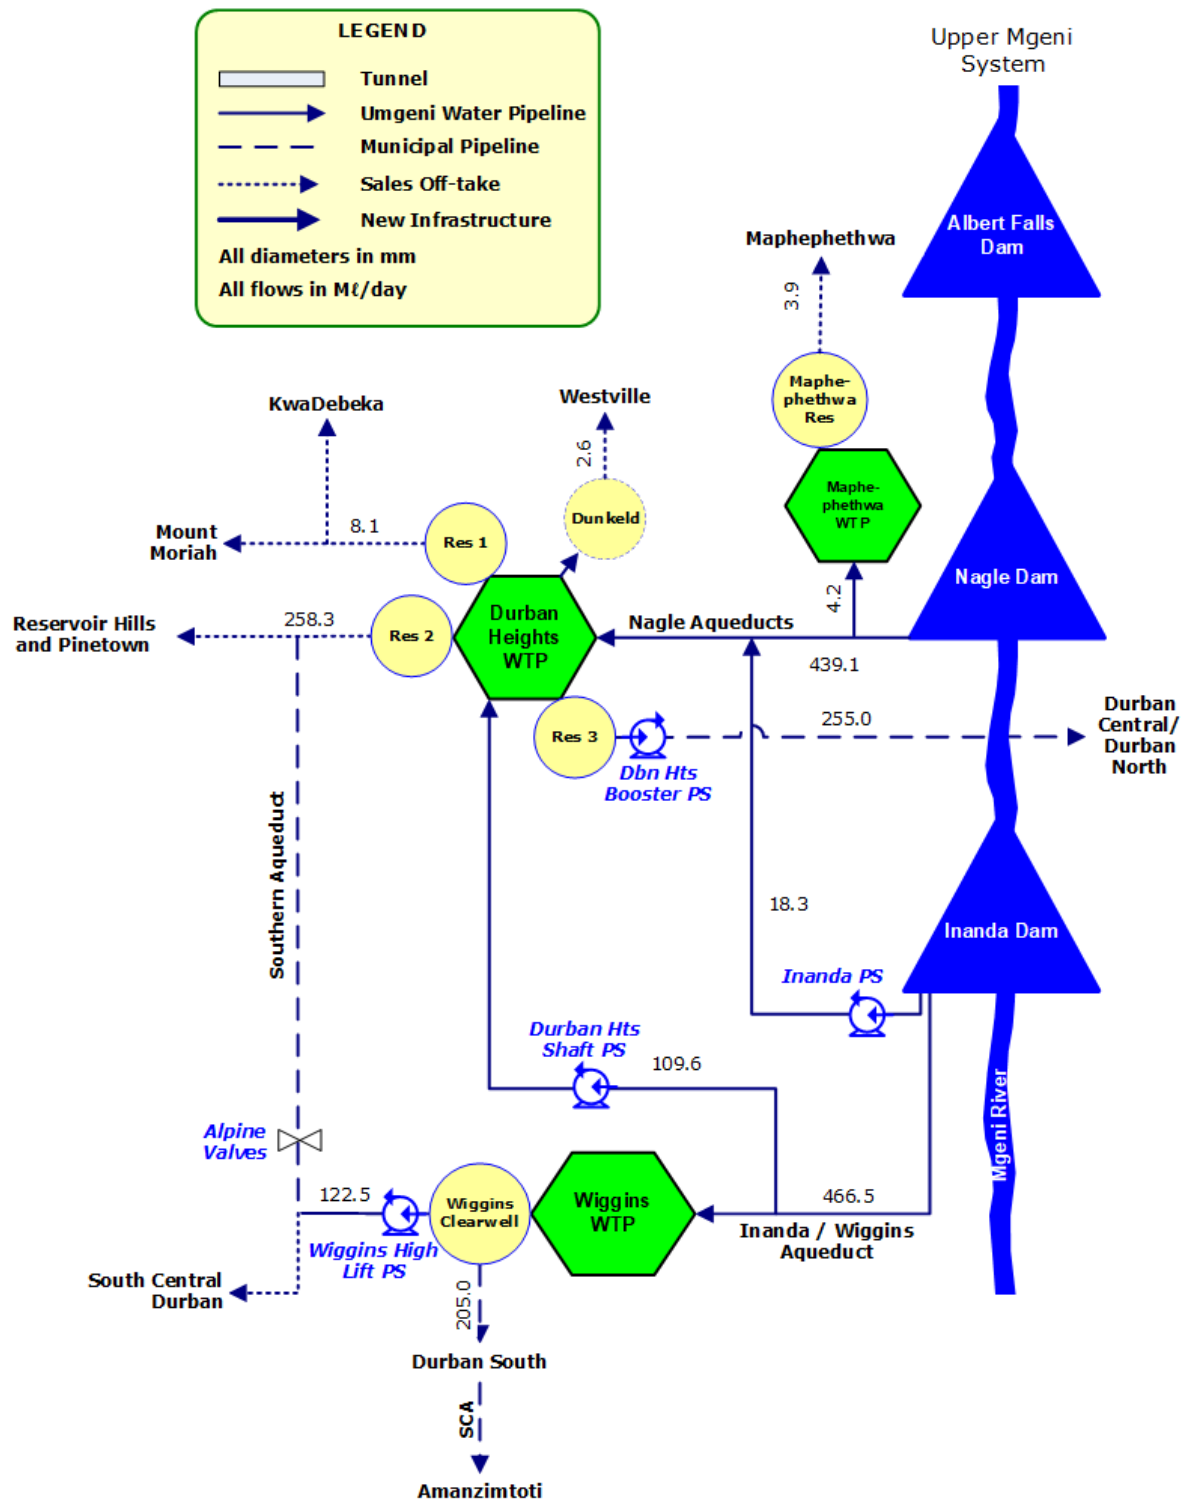 LEGEND
Tunnel
Umgeni Water Pipeline
Municipal Pipeline
Sales Off-take
New Infrastructure
All diameters in mm
All flows in Mℓ/day
Upper Mgeni
System
Albert Falls
Dam
Maphephethwa
3.9
Maphe-
phethwa
Res
Maphe-
phethwa
WTP
4.2
Nagle Dam
KwaDebeka
Westville
2.6
Dunkeld
Mount
Moriah
8.1
Res 1
Reservoir Hills
and Pinetown
258.3
Res 2
Durban
Heights
WTP
Nagle Aqueducts
439.1
Res 3
Dbn Hts
Booster PS
255.0
Durban
Central/
Durban
North
Southern Aqueduct
18.3
Inanda Dam
Inanda PS
Durban Hts
Shaft PS
109.6
Mgeni River
Alpine
Valves
122.5
Wiggins High
Lift PS
Wiggins
Clearwell
Wiggins
WTP
466.5
Inanda / Wiggins
Aqueduct
South Central
Durban
205.0
Durban South
SCA
Amanzimtoti